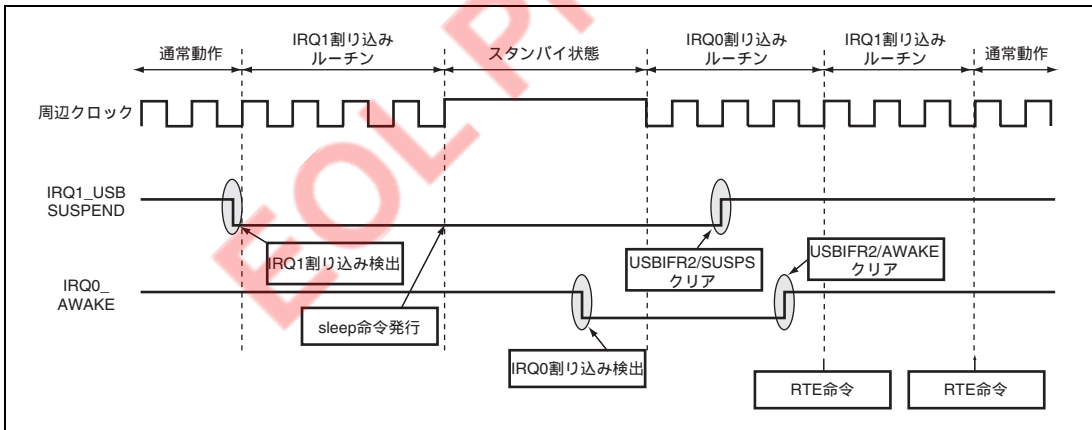 通常動作
IRQ1割り込み
ルーチン
スタンバイ状態
IRQ0割り込み
ルーチン
IRQ1割り込み
ルーチン
通常動作
周辺クロック
IRQ1_USB
SUSPEND
IRQ1割り込み検出
USBIFR2/SUSPS
クリア
USBIFR2/AWAKE
クリア
IRQ0_
AWAKE
sleep命令発行
IRQ0割り込み検出
RTE命令
RTE命令
EOL P